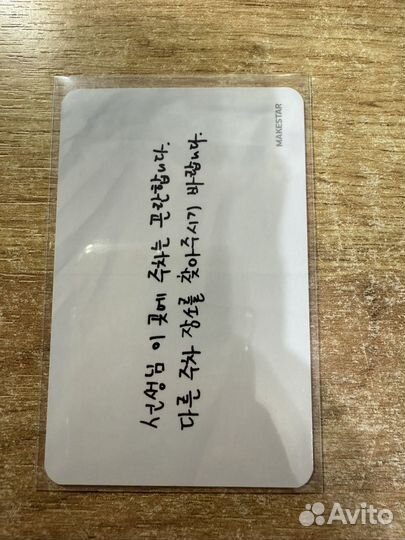 선생님 이 곳에 주차는 곤란합니다.
다른 주차 장소를 찾아주시기 바랍니다.
MAKESTAR
Avito